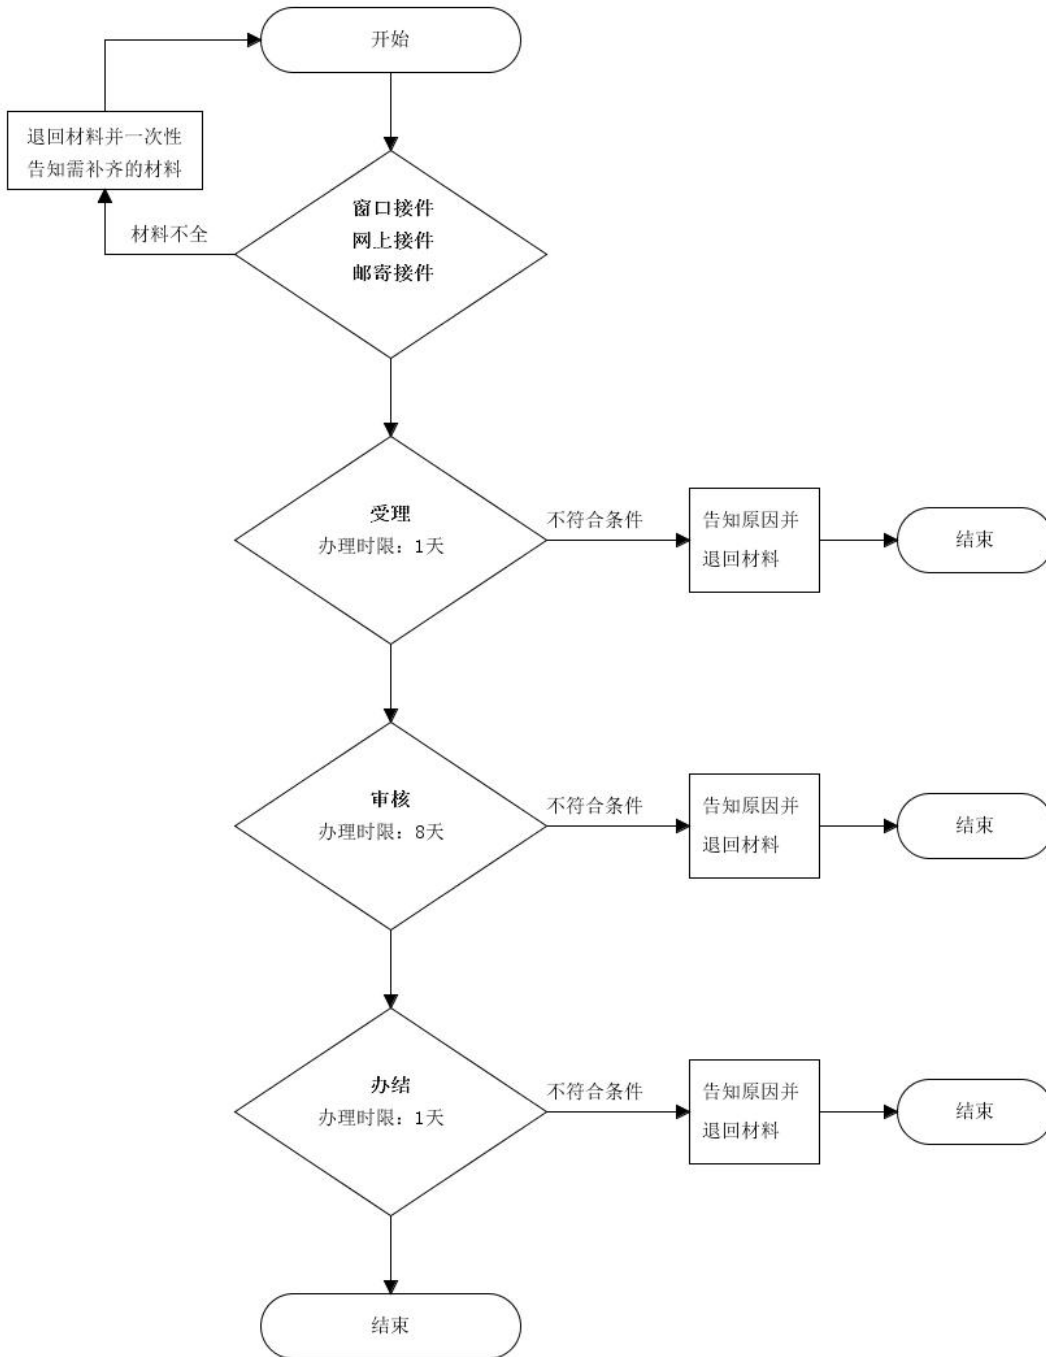 开始
退回材料并一次性
告知需补齐的材料
材料不全
窗口接件
网上接件
邮寄接件
受理
办理时限：1天
不符合条件
告知原因并
退回材料
结束
审核
办理时限：8天
不符合条件
告知原因并
退回材料
结束
办结
办理时限：1天
不符合条件
告知原因并
退回材料
结束
结束